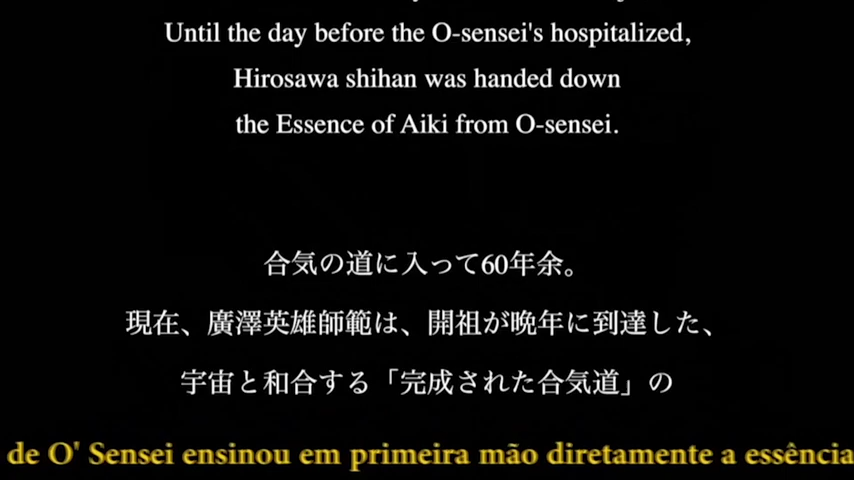 Until the day before the O-sensei's hospitalized,
Hirosawa shihan was handed down
the Essence of Aiki from O-sensei.
合気の道に入って60年余。
現在、廣澤英雄師範は、開祖が晩年に到達した、
宇宙と和合する「完成された合気道」の
de O' Sensei ensinou em primeira mão diretamente a essência